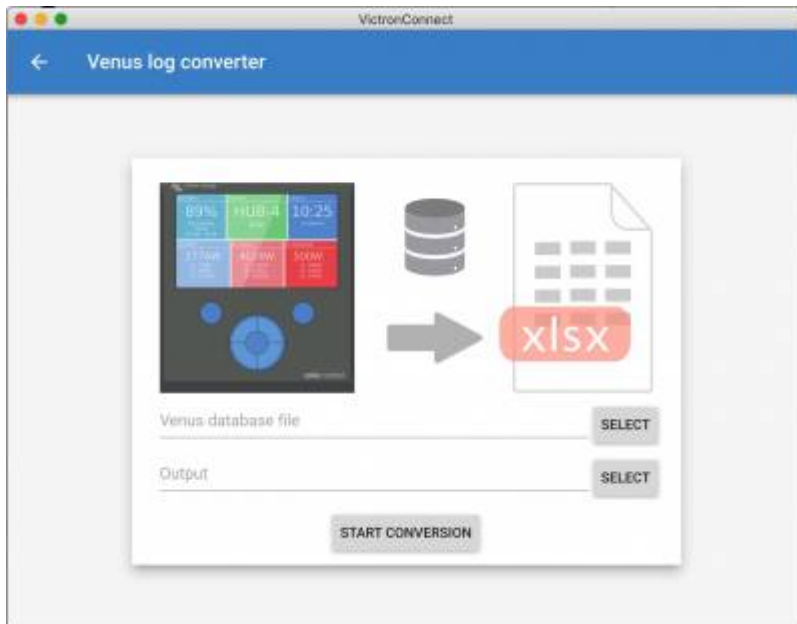 VictronConnect
Venus log converter
89% HUB-4 10:25
xlsx
Venus database file SELECT
Output SELECT
START CONVERSION